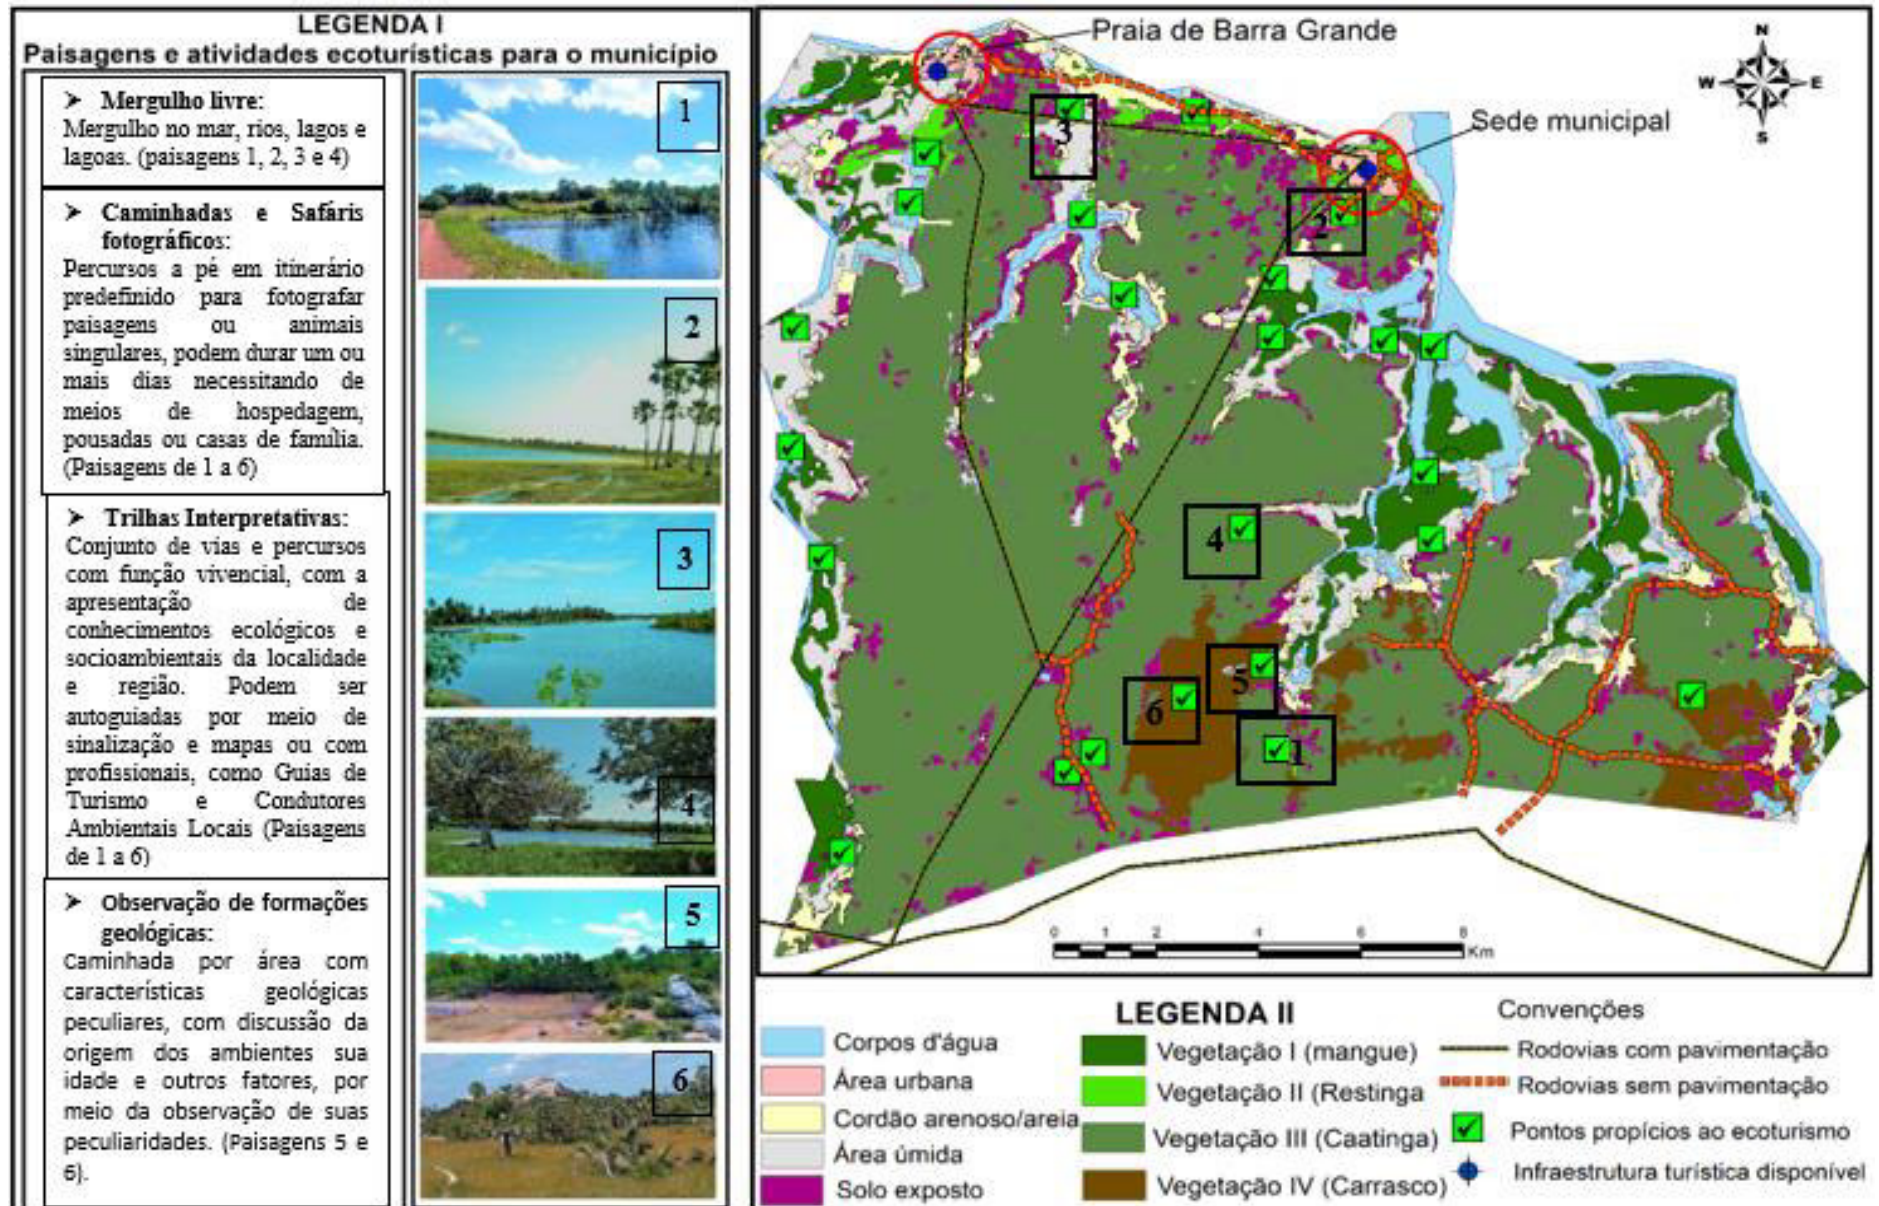 LEGENDA I
Paisagens e atividades ecoturísticas para o município
➤ Mergulho livre:
Mergulho no mar, rios, lagos e
lagoas. (paisagens 1, 2, 3 e 4)
➤ Caminhadas e Safáris
fotográficos:
Percursos a pé em itinerário
predefinido para fotografar
paisagens ou animais
singulares, podem durar um ou
mais dias necessitando de
meios de hospedagem,
pousadas ou casas de família.
(Paisagens de 1 a 6)
➤ Trilhas Interpretativas:
Conjunto de vias e percursos
com função vivencial, com a
apresentação de
conhecimentos ecológicos e
socioambientais da localidade
e região. Podem ser
autoguiadas por meio de
sinalização e mapas ou com
profissionais, como Guias de
Turismo e Condutores
Ambientais Locais (Paisagens
de 1 a 6)
➤ Observação de formações
geológicas:
Caminhada por área com
características geológicas
peculiares, com discussão da
origem dos ambientes sua
idade e outros fatores, por
meio da observação de suas
peculiaridades. (Paisagens 5 e
6).
1
2
3
4
5
6
Praia de Barra Grande
Sede municipal
N
W E
S
3
2
4
5
6
1
0 1 2 4 6 8
Km
LEGENDA II
Corpos d'água
Área urbana
Cordão arenoso/areia
Área úmida
Solo exposto
Vegetação I (mangue)
Vegetação II (Restinga
Vegetação III (Caatinga)
Vegetação IV (Carrasco)
Convenções
Rodovias com pavimentação
Rodovias sem pavimentação
Pontos propícios ao ecoturismo
Infraestrutura turística disponível